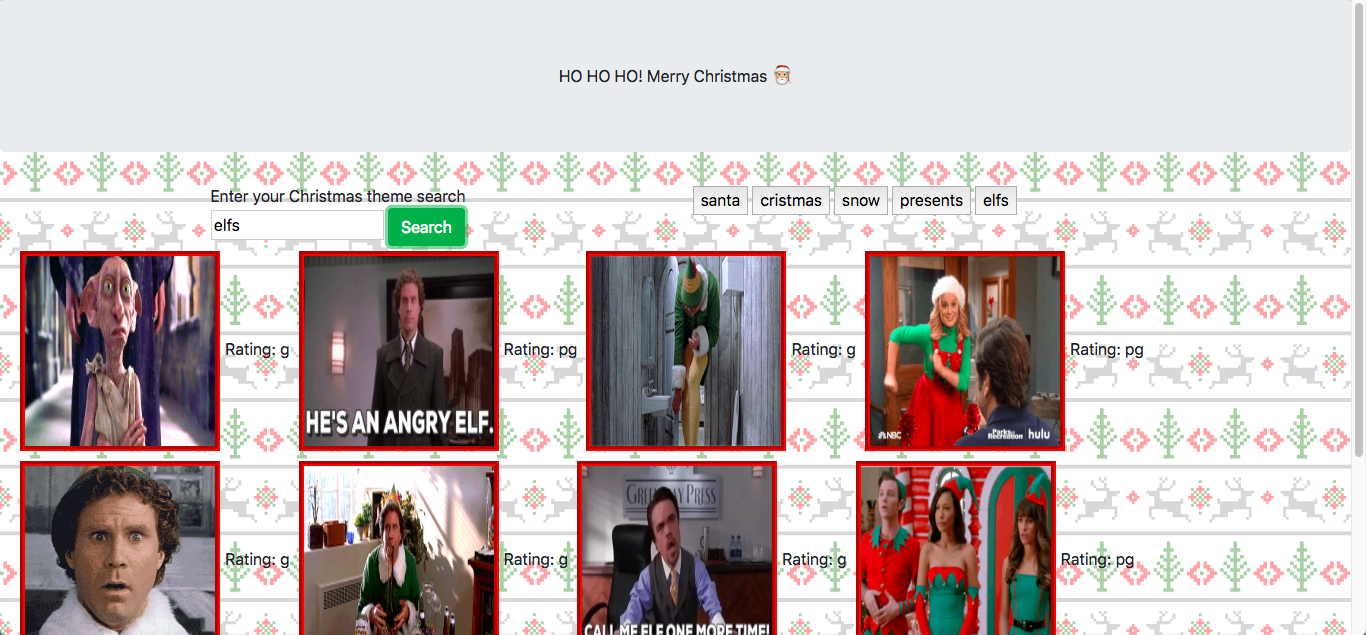 HO HO HO! Merry Christmas 🎅
Enter your Christmas theme search
santa cristmas snow presents elfs
elfs Search
HE'S AN ANGRY ELF.
NBC
Parks and Recreation hulu
Rating: g Rating: pg Rating: g Rating: pg
GREENWAY PRESS
CALL ME ELF ONE MORE TIME!
Rating: g Rating: g Rating: g Rating: pg